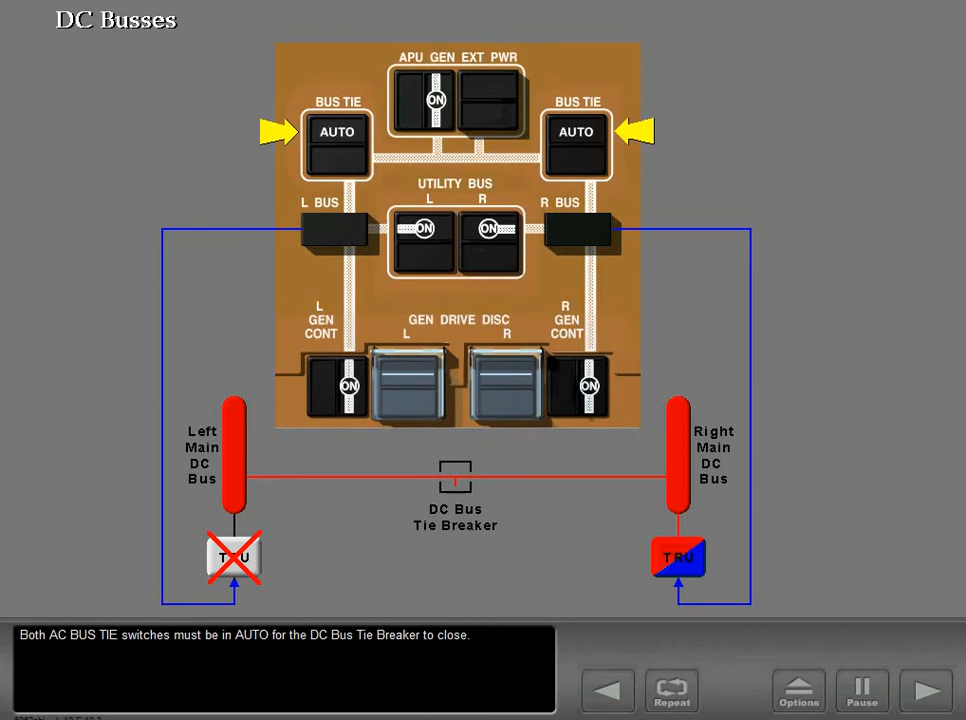 DC Busses
APU GEN EXT PWR
ON
BUS TIE
AUTO
BUS TIE
AUTO
UTILITY BUS
L R
ON ON
L BUS
R BUS
L
GEN
CONT
GEN DRIVE DISC
L R
R
GEN
CONT
ON
ON
Left
Main
DC
Bus
Right
Main
DC
Bus
DC Bus
Tie Breaker
TRU
TRU
Both AC BUS TIE switches must be in AUTO for the DC Bus Tie Breaker to close.
Repeat
Options
Pause